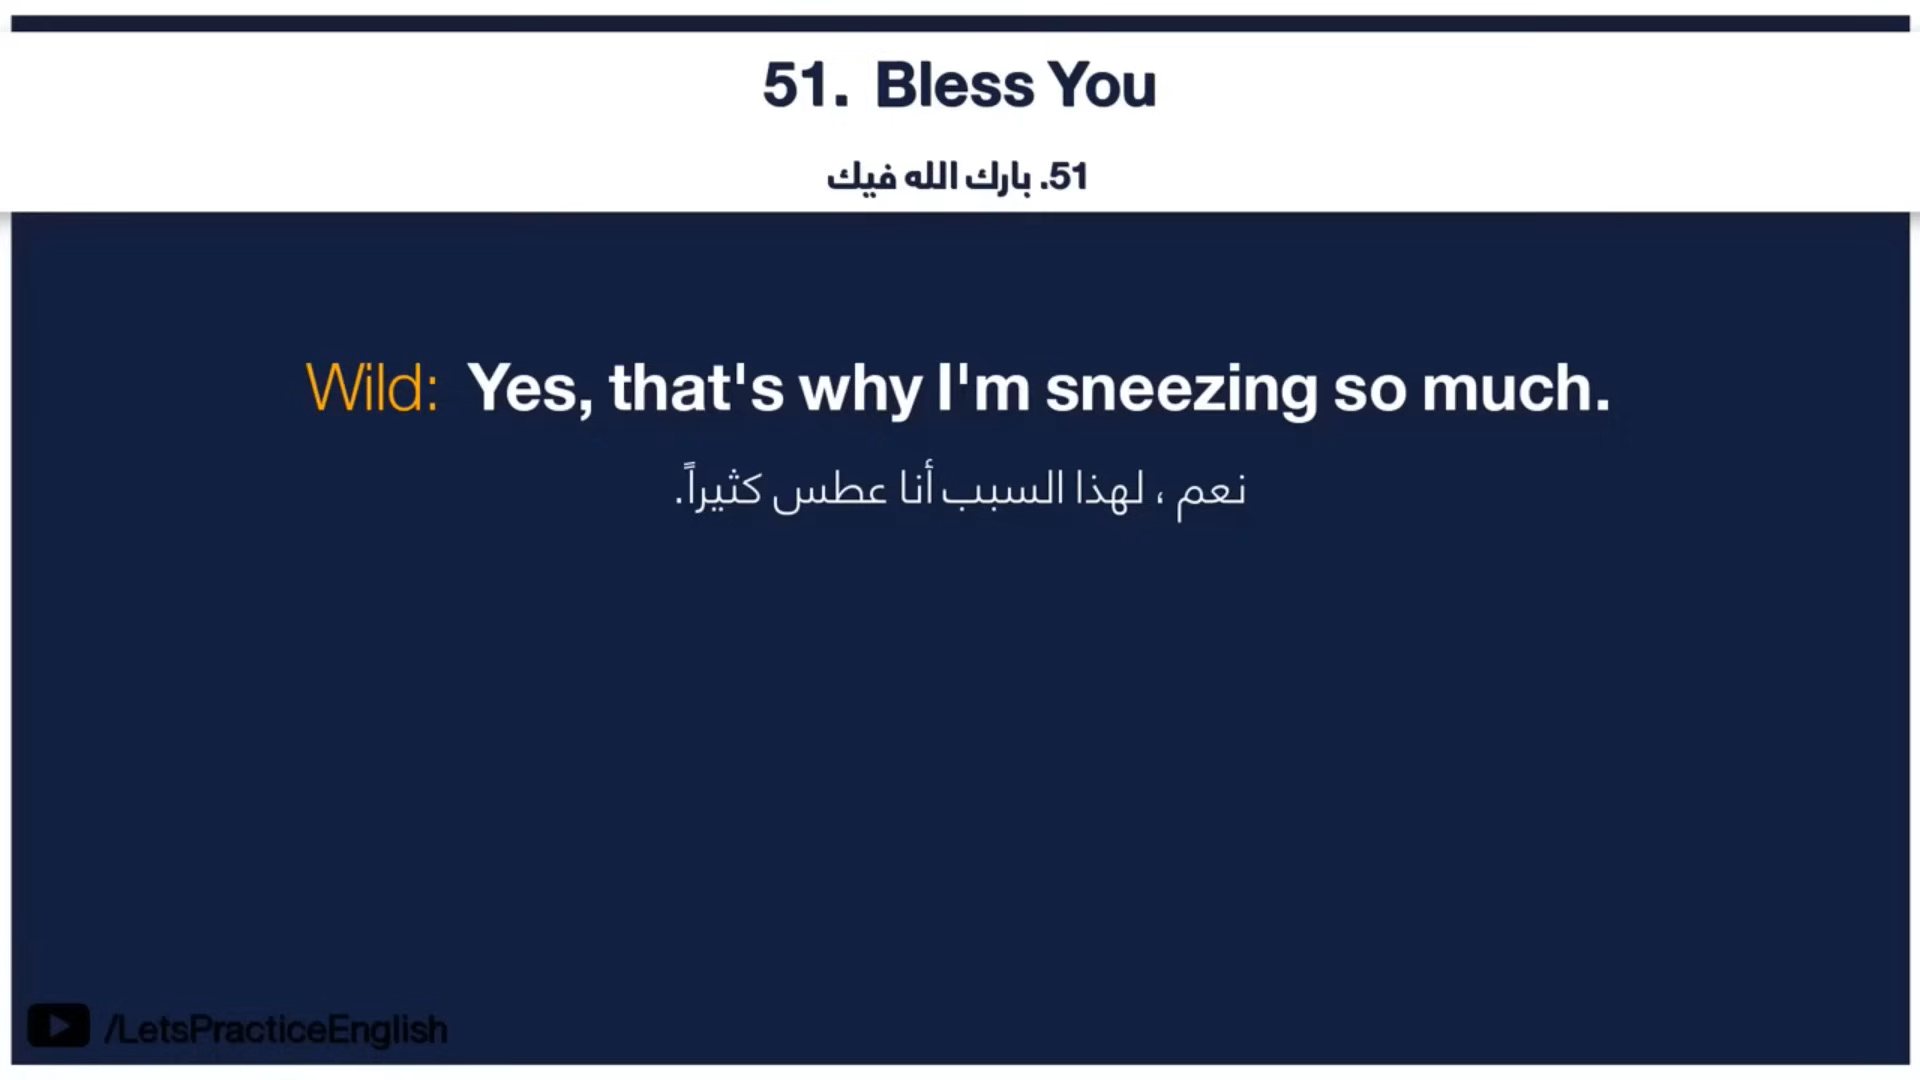 51. Bless You
51. بارك الله فيك
Wild: Yes, that's why I'm sneezing so much.
نعم ، لهذا السبب أنا عطس كثيراً.
/LetsPracticeEnglish